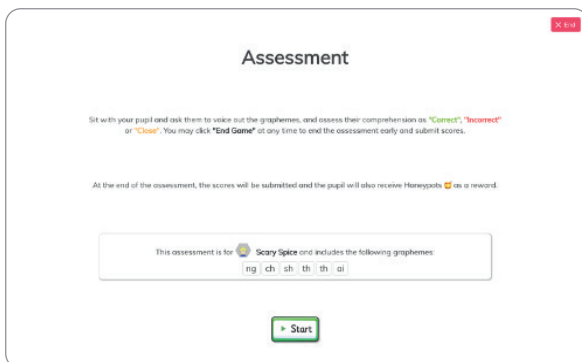 X End
Assessment
Sit with your pupil and ask them to voice out the graphemes, and assess their comprehension as "Correct", "Incorrect"
or "Close". You may click "End Game" at any time to end the assessment early and submit scores.
At the end of the assessment, the scores will be submitted and the pupil will also receive Honeypots 🍯 as a reward.
This assessment is for Scary Spice and includes the following graphemes:
ng ch sh th th ai
Start